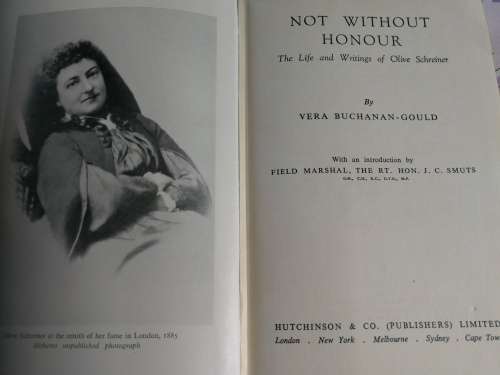 Olive Schreiner at the zenith of her fame in London, 1885
hitherto unpublished photograph
NOT WITHOUT
HONOUR
The Life and Writings of Olive Schreiner
By
VERA BUCHANAN-GOULD
With an introduction by
FIELD MARSHAL, THE RT. HON. J. C. SMUTS
HUTCHINSON & CO. (PUBLISHERS) LIMITED
London . New York . Melbourne . Sydney . Cape Tow